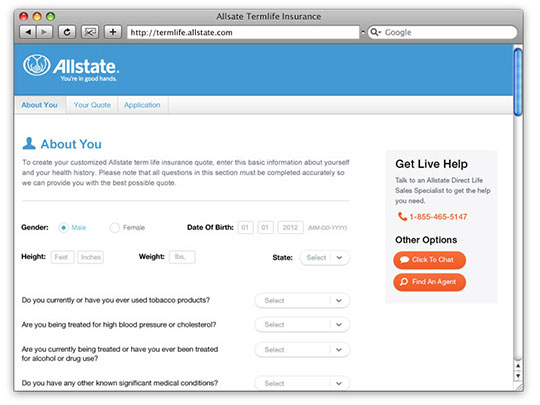 Allsate Termlife Insurance
http://termlife.allstate.com
Google
Allstate.
You're in good hands.
About You
Your Quote
Application
About You
To create your customized Allstate term life insurance quote, enter this basic information about yourself
and your health history. Please note that all questions in this section must be completed accurately so
we can provide you with the best possible quote.
Gender:
Male
Female
Date Of Birth:
01
01
2012
(MM-DD-YYYY)
Height:
Feet
Inches
Weight:
lbs.
State:
Select
Do you currently or have you ever used tobacco products?
Select
Are you being treated for high blood pressure or cholesterol?
Select
Are you currently being treated or have you ever been treated
for alcohol or drug use?
Select
Do you have any other known significant medical conditions?
Select
Get Live Help
Talk to an Allstate Direct Life
Sales Specialist to get the help
you need.
1-855-465-5147
Other Options
Click To Chat
Find An Agent